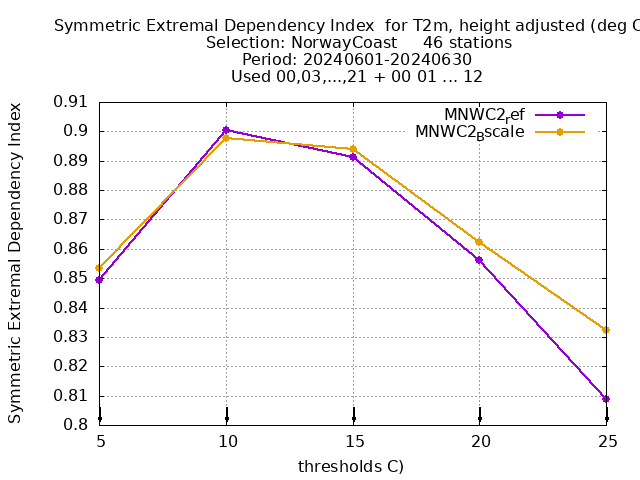 Symmetric Extremal Dependency Index for T2m, height adjusted (deg C
Selection: NorwayCoast 46 stations
Period: 20240601-20240630
Used 00,03,...,21 + 00 01 ... 12
Symmetric Extremal Dependency Index
0.91
0.9
0.89
0.88
0.87
0.86
0.85
0.84
0.83
0.82
0.81
0.8
MNWC2_ref
MNWC2_Bscale
5 10 15 20 25
thresholds C)